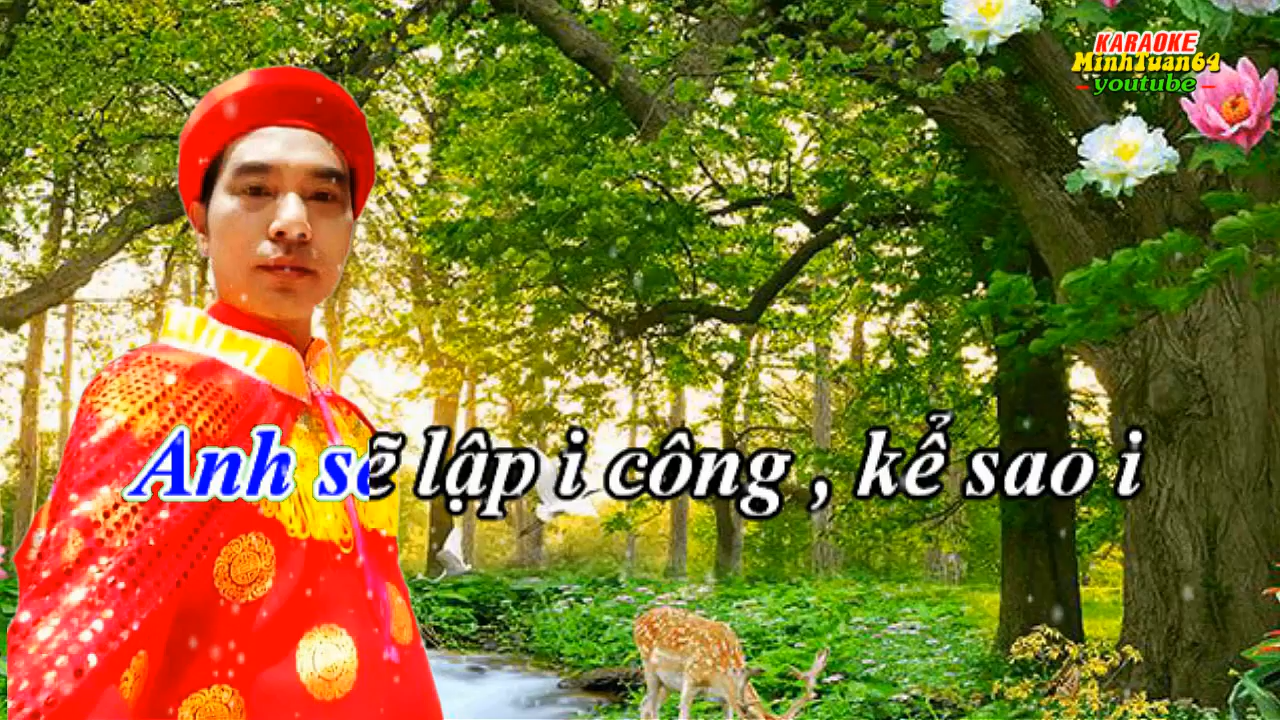 KARAOKE
MinhTuan64
youtube
Anh sẽ lập i công , kể sao i